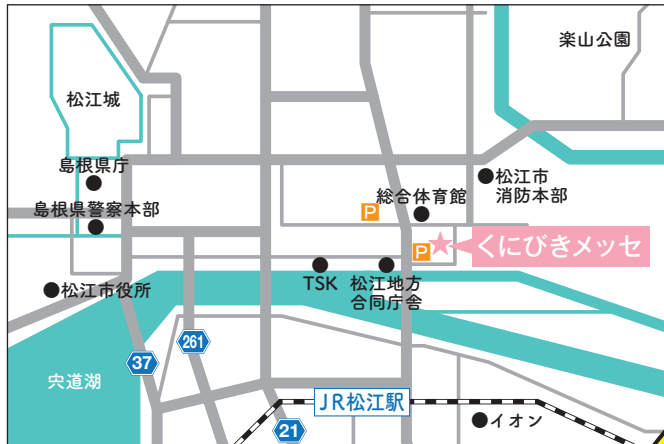 楽山公園
松江城
島根県庁
総合体育館
松江市
消防本部
島根県警察本部
P
P
くにびきメッセ
TSK
松江地方
合同庁舎
松江市役所
261
37
宍道湖
JR松江駅
イオン
21